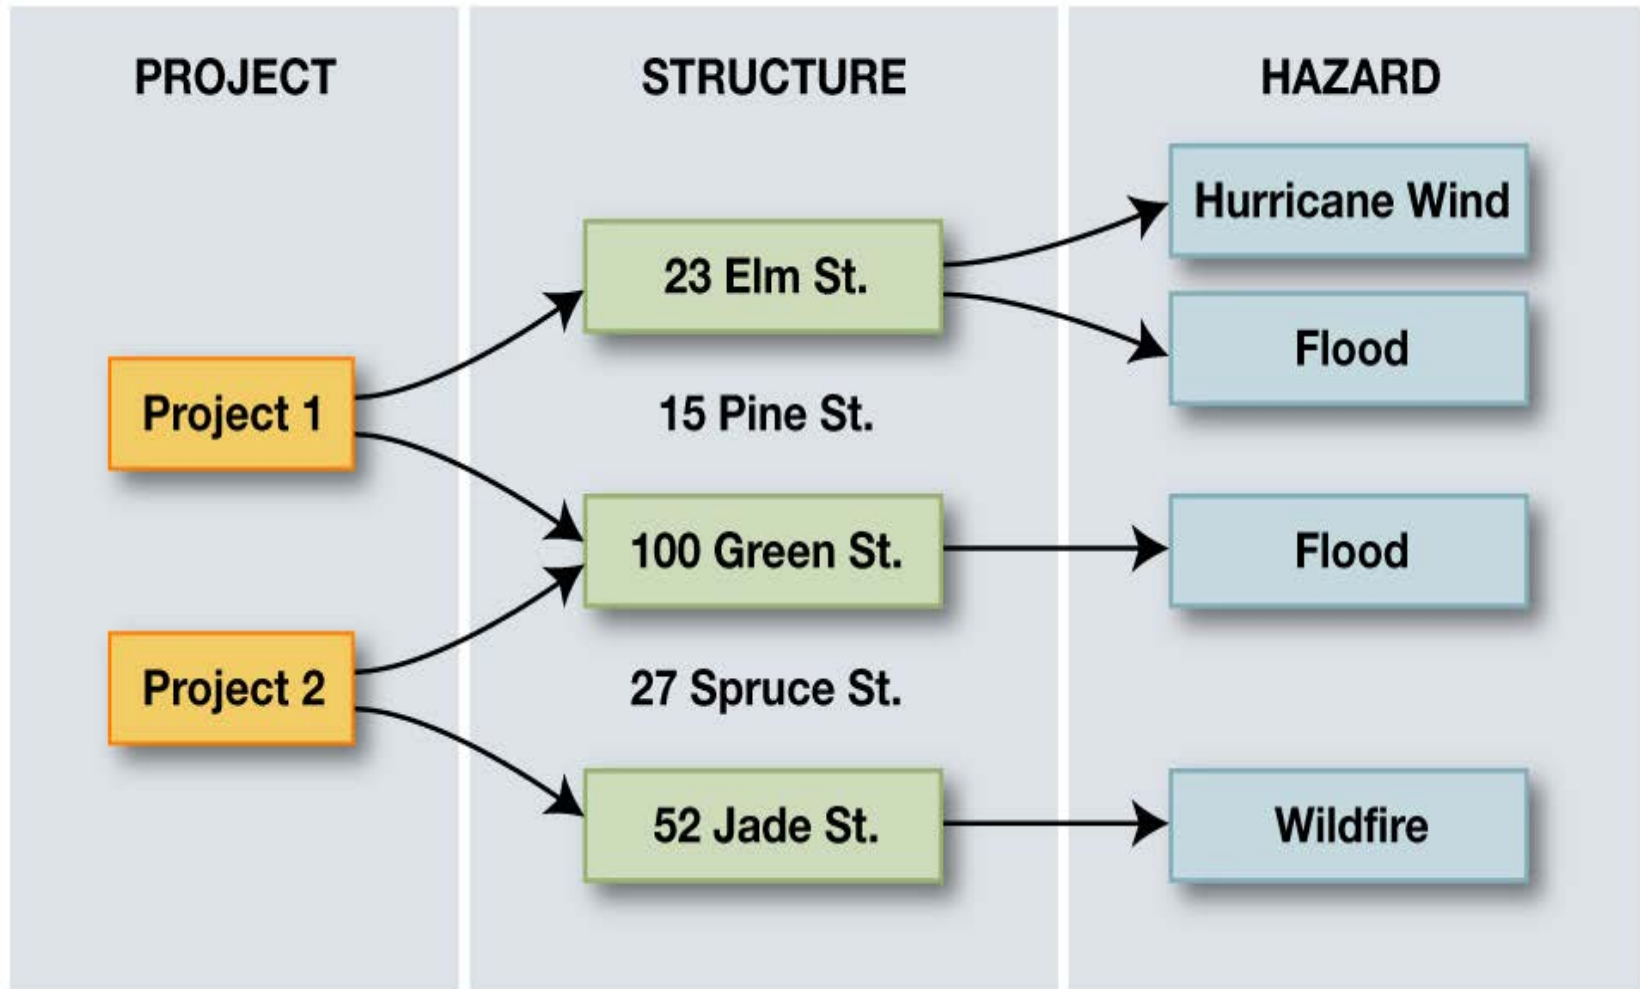 PROJECT
STRUCTURE
HAZARD
Hurricane Wind
23 Elm St.
Flood
Project 1
15 Pine St.
100 Green St.
Flood
Project 2
27 Spruce St.
52 Jade St.
Wildfire